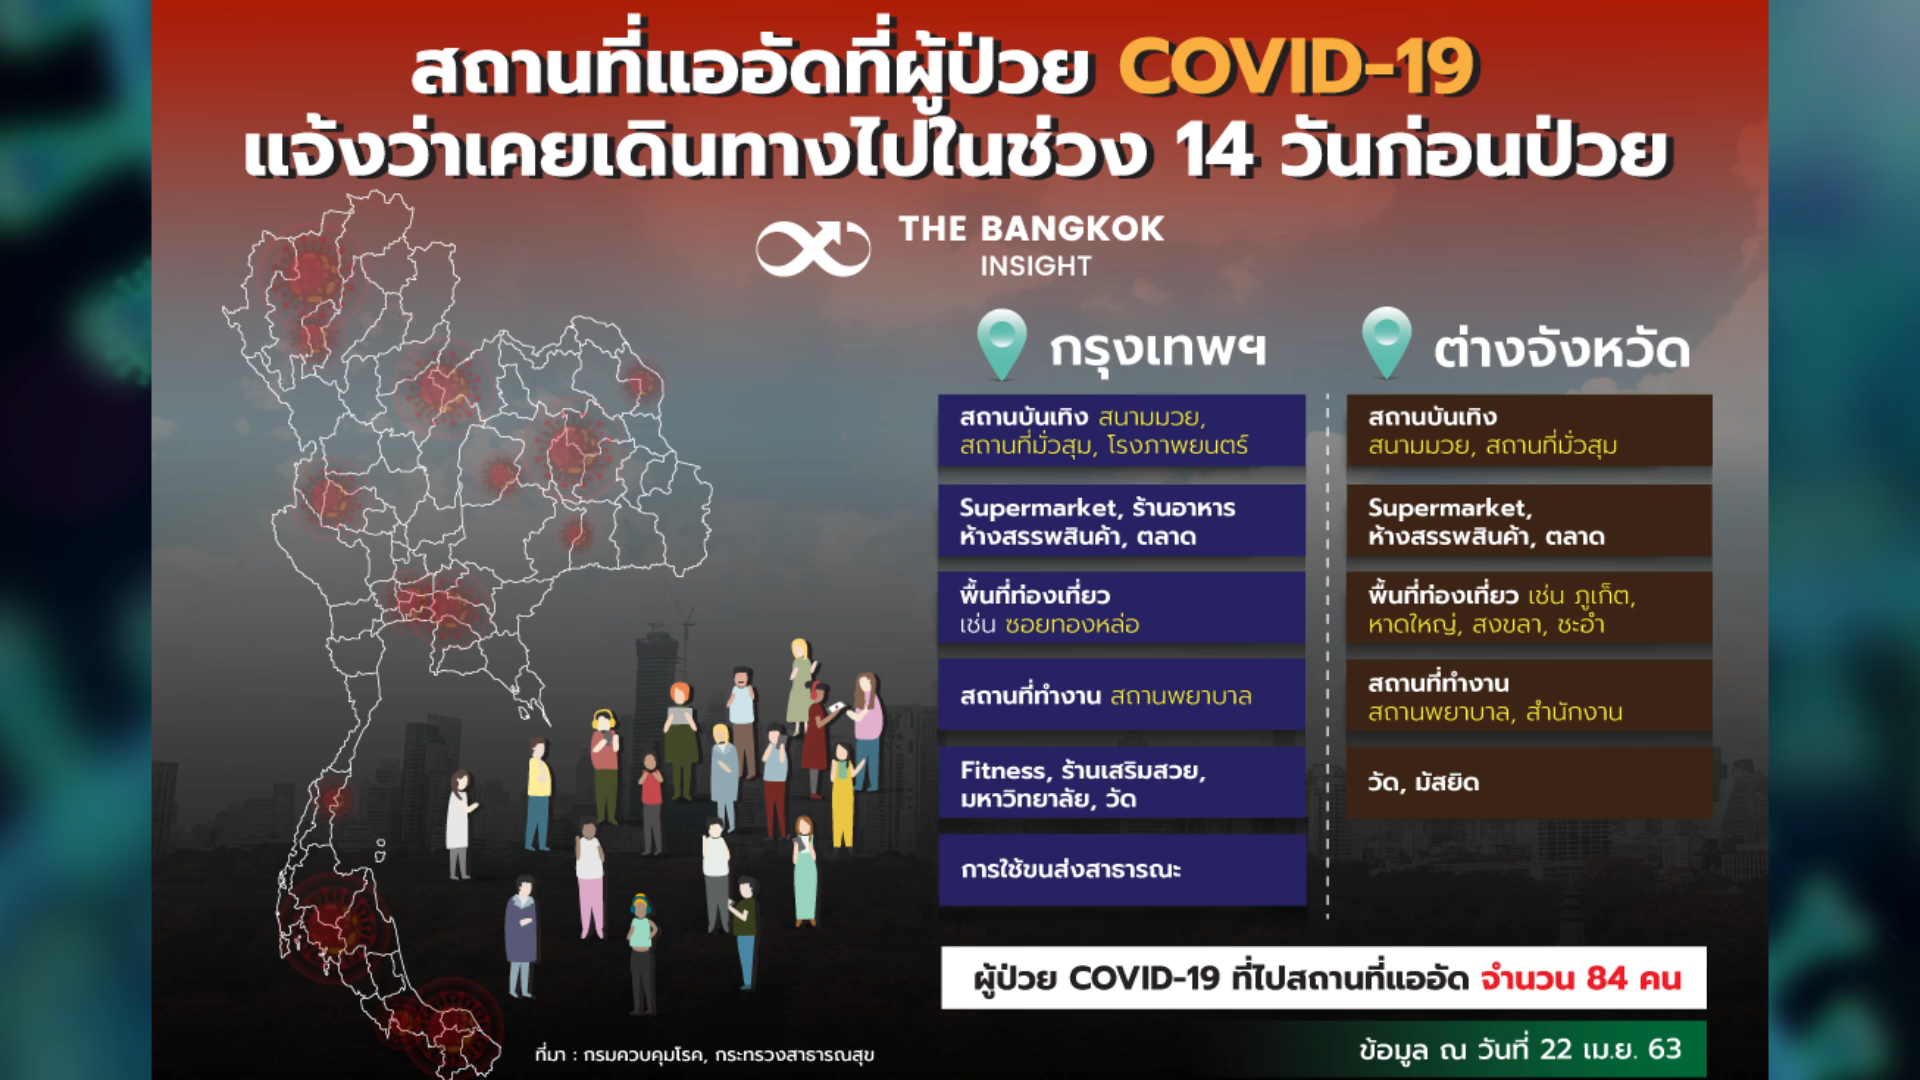 สถานที่แออัดที่ผู้ป่วย COVID-19
แจ้งว่าเคยเดินทางไปในช่วง 14 วันก่อนป่วย
THE BANGKOK
INSIGHT
กรุงเทพฯ
สถานบันเทิง สนามมวย,
สถานที่มั่วสุม, โรงภาพยนตร์
Supermarket, ร้านอาหาร
ห้างสรรพสินค้า, ตลาด
พื้นที่ท่องเที่ยว
เช่น ซอยทองหล่อ
สถานที่ทำงาน สถานพยาบาล
Fitness, ร้านเสริมสวย,
มหาวิทยาลัย, วัด
การใช้ขนส่งสาธารณะ
ต่างจังหวัด
สถานบันเทิง
สนามมวย, สถานที่มั่วสุม
Supermarket,
ห้างสรรพสินค้า, ตลาด
พื้นที่ท่องเที่ยว เช่น ภูเก็ต,
หาดใหญ่, สงขลา, ชะอำ
สถานที่ทำงาน
สถานพยาบาล, สำนักงาน
วัด, มัสยิด
ผู้ป่วย COVID-19 ที่ไปสถานที่แออัด จำนวน 84 คน
ที่มา : กรมควบคุมโรค, กระทรวงสาธารณสุข
ข้อมูล ณ วันที่ 22 เม.ย. 63